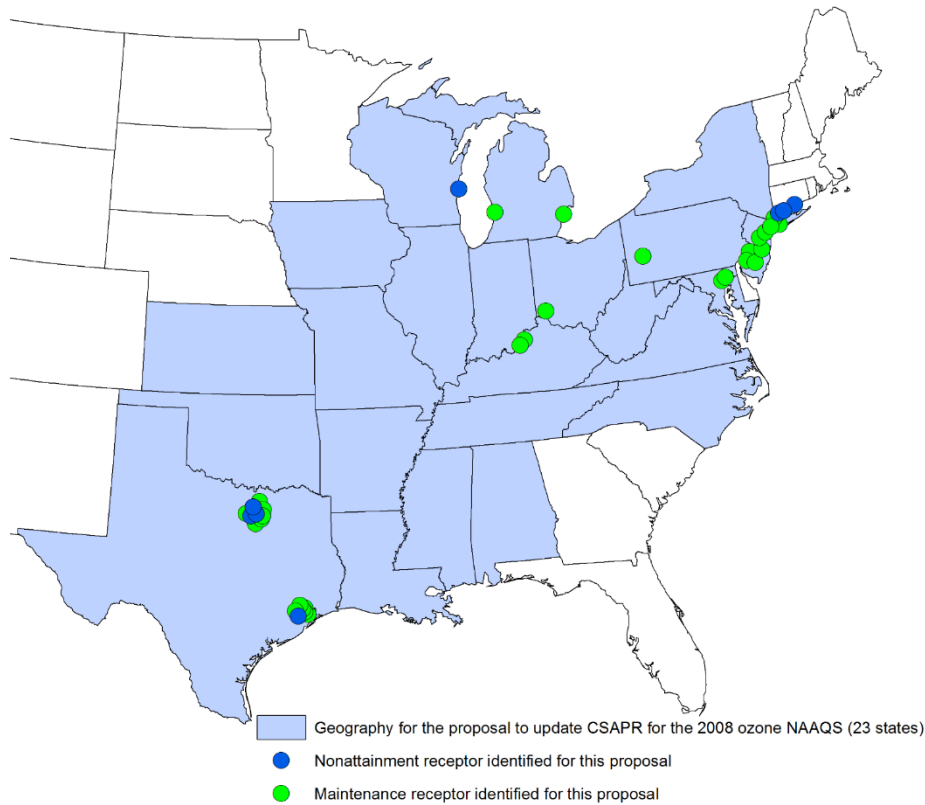 Geography for the proposal to update CSAPR for the 2008 ozone NAAQS (23 states)
Nonattainment receptor identified for this proposal
Maintenance receptor identified for this proposal